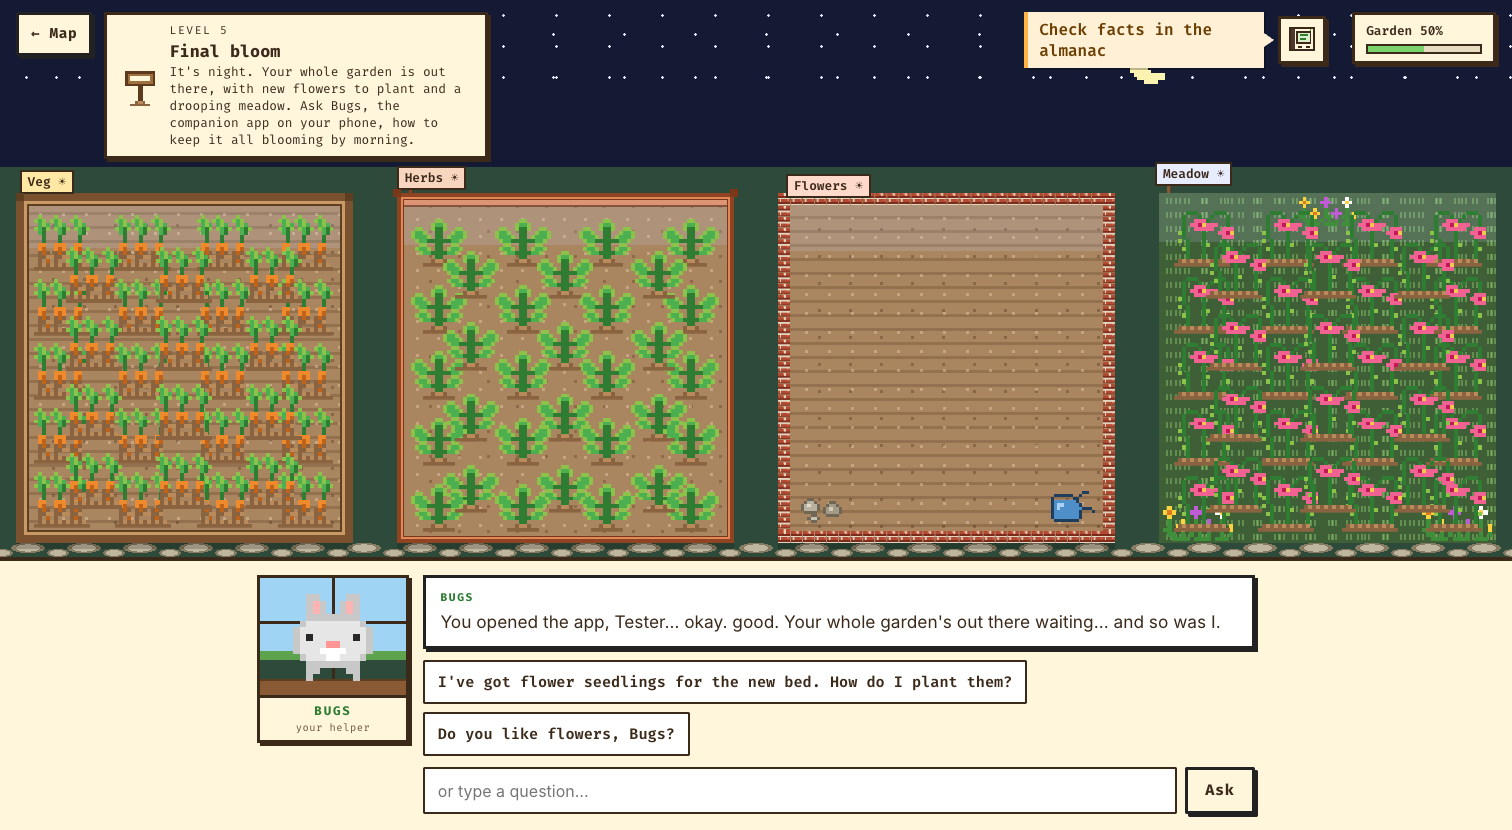 ← Map
LEVEL 5
Final bloom
It's night. Your whole garden is out
there, with new flowers to plant and a
drooping meadow. Ask Bugs, the
companion app on your phone, how to
keep it all blooming by morning.
Check facts in the
almanac
Garden 50%
Veg ☀
Herbs ☀
Flowers ☀
Meadow ☀
BUGS
your helper
BUGS
You opened the app, Tester... okay. good. Your whole garden's out there waiting... and so was I.
I've got flower seedlings for the new bed. How do I plant them?
Do you like flowers, Bugs?
or type a question...
Ask